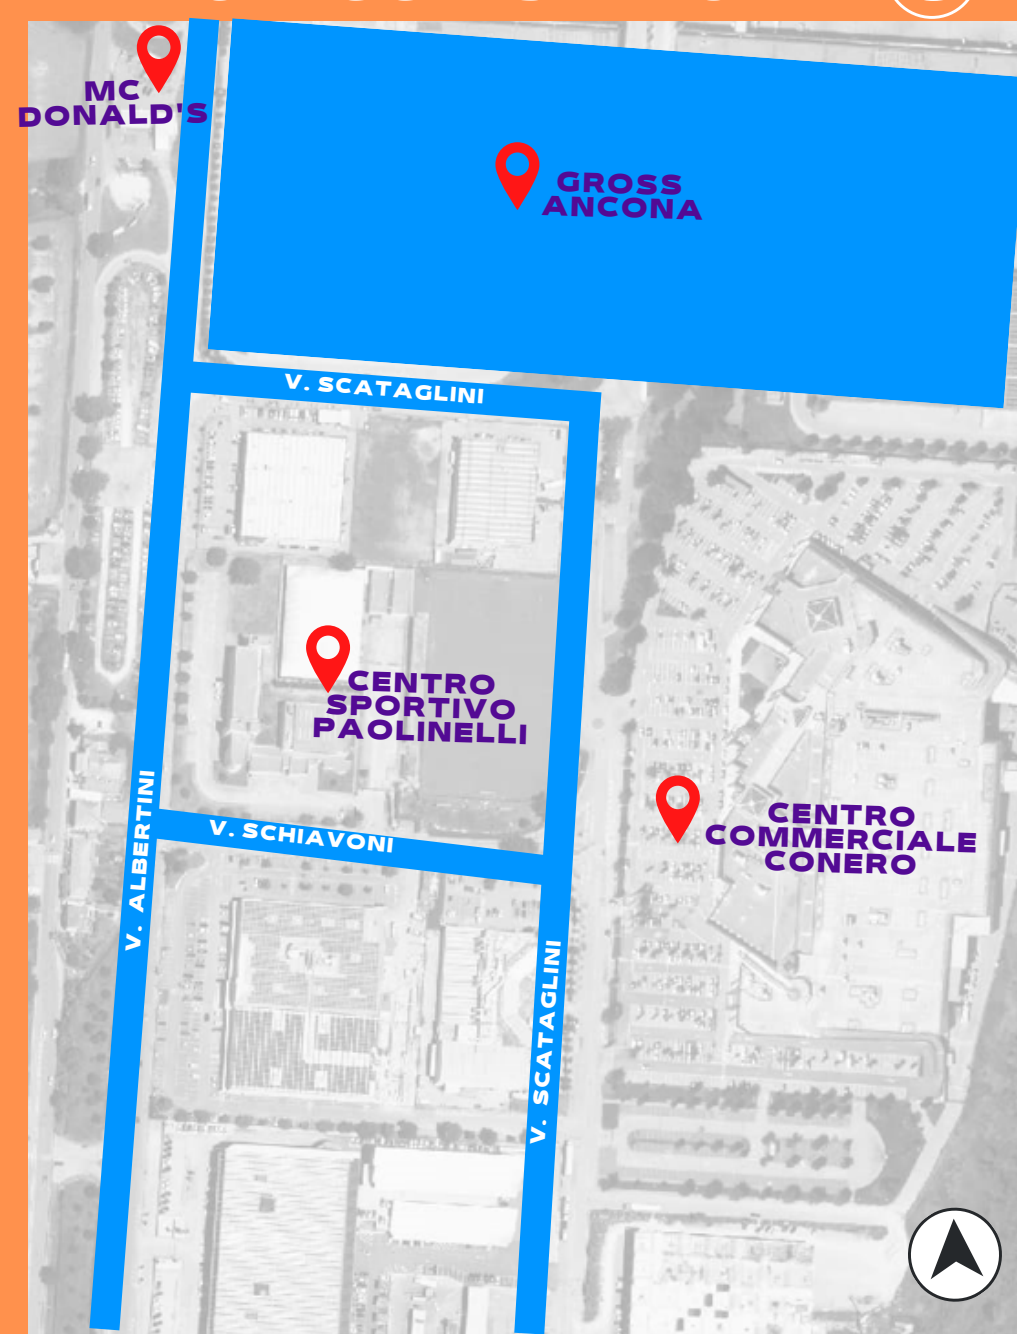 MC
DONALD'S
GROSS
ANCONA
V. SCATAGLINI
CENTRO
SPORTIVO
PAOLINELLI
V. ALBERTINI
V. SCHIAVONI
CENTRO
COMMERCIALE
CONERO
V. SCATAGLINI